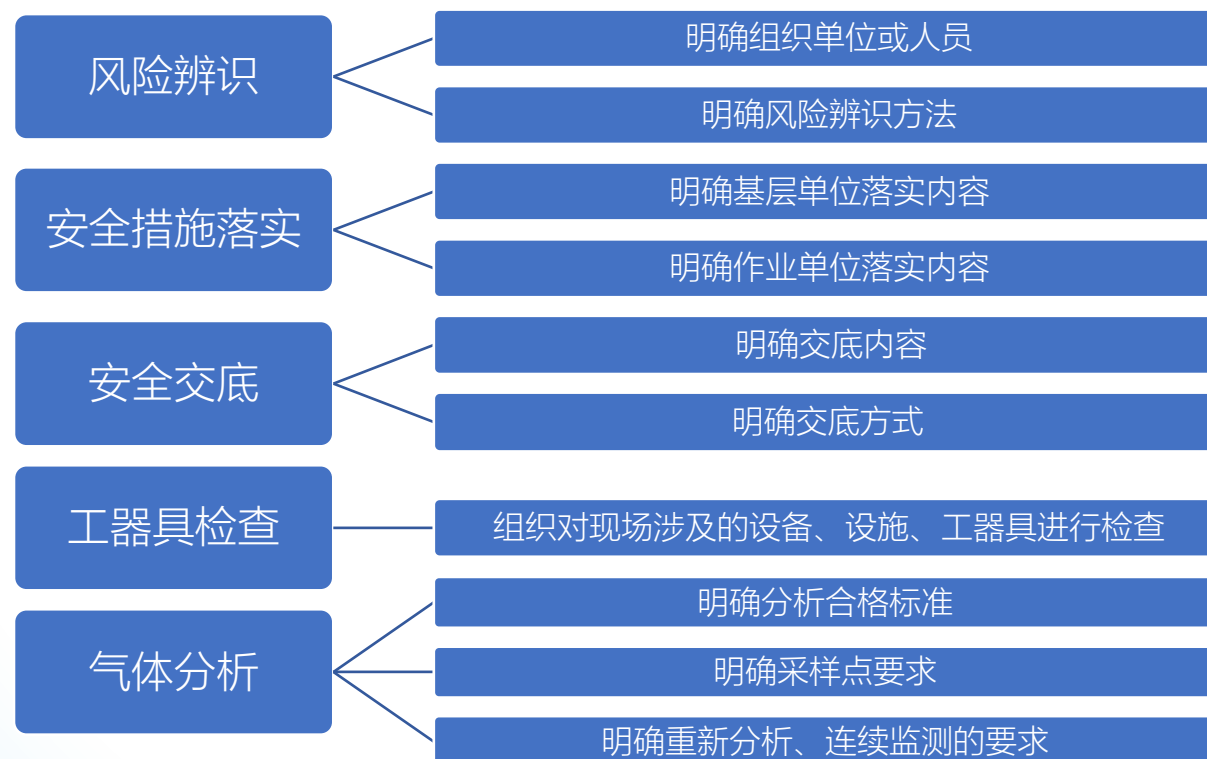 风险辨识
明确组织单位或人员
明确风险辨识方法
安全措施落实
明确基层单位落实内容
明确作业单位落实内容
安全交底
明确交底内容
明确交底方式
工器具检查
组织对现场涉及的设备、设施、工器具进行检查
气体分析
明确分析合格标准
明确采样点要求
明确重新分析、连续监测的要求